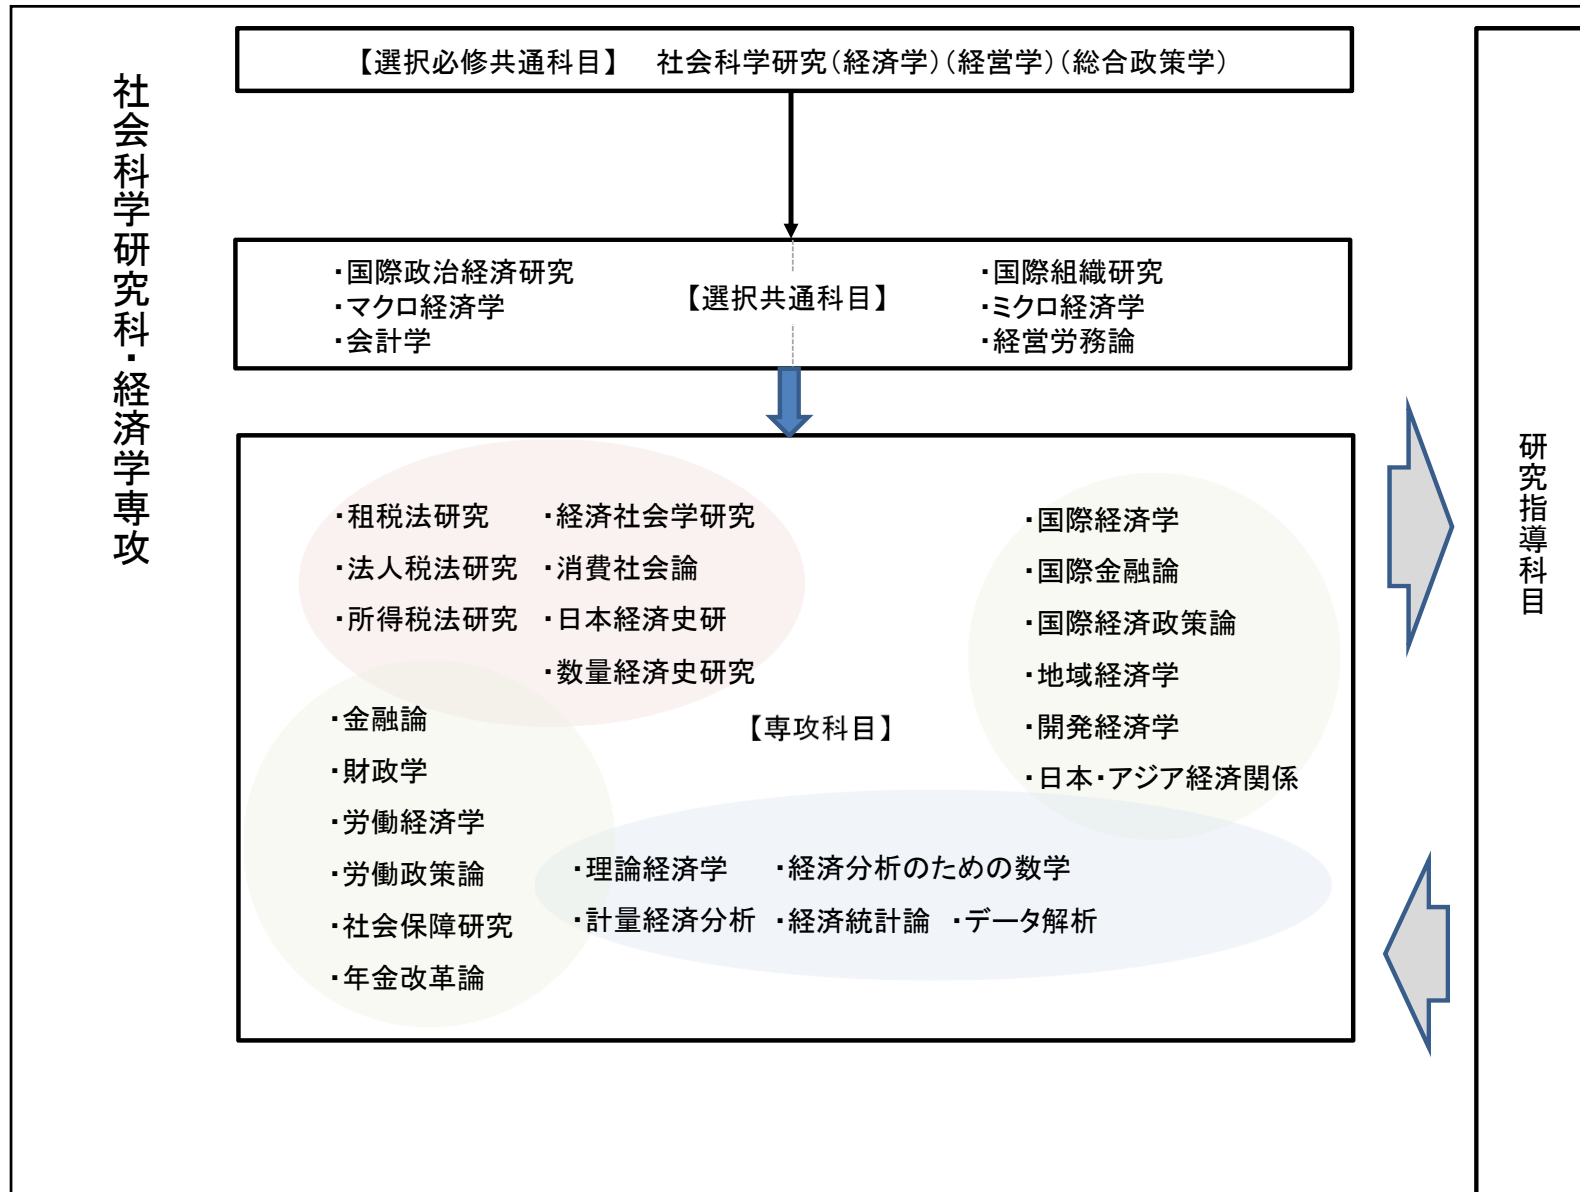 社会科学研究科・経済学専攻
【選択必修共通科目】　社会科学研究(経済学)(経営学)(総合政策学)
・国際政治経済研究
・マクロ経済学
・会計学
【選択共通科目】
・国際組織研究
・ミクロ経済学
・経営労務論
・租税法研究
・法人税法研究
・所得税法研究
・経済社会学研究
・消費社会論
・日本経済史研
・数量経済史研究
・国際経済学
・国際金融論
・国際経済政策論
・地域経済学
・開発経済学
・日本・アジア経済関係
【専攻科目】
・金融論
・財政学
・労働経済学
・労働政策論
・社会保障研究
・年金改革論
・理論経済学　・経済分析のための数学
・計量経済分析　・経済統計論　・データ解析
研究指導科目